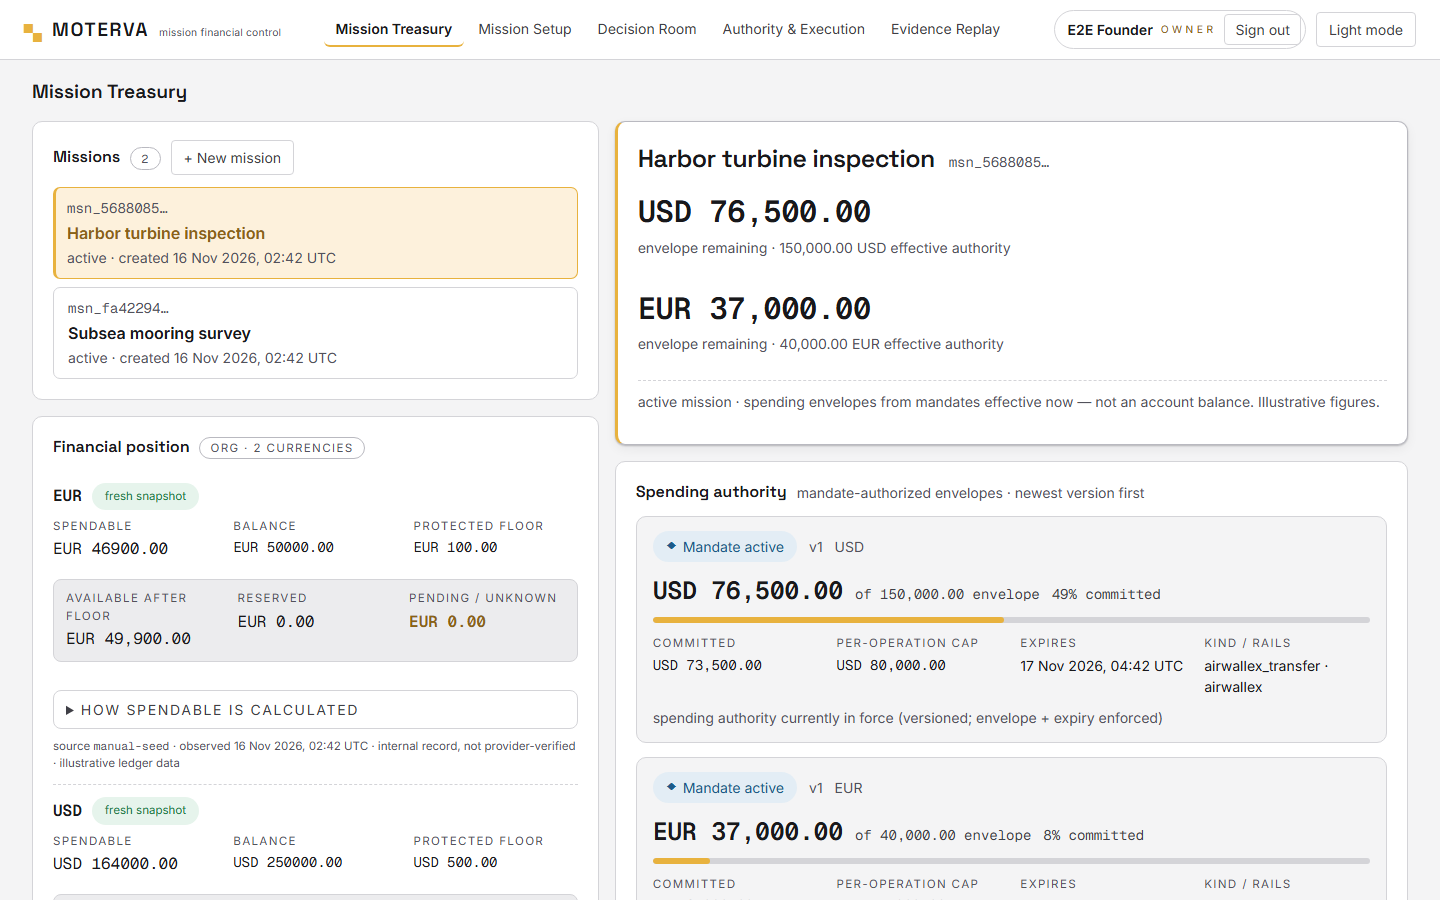 MOTERVA mission financial control
Mission Treasury
Mission Setup
Decision Room
Authority & Execution
Evidence Replay
E2E Founder OWNER
Sign out
Light mode
Mission Treasury
Missions 2
+ New mission
msn_5688085…
Harbor turbine inspection
active · created 16 Nov 2026, 02:42 UTC
msn_fa42294…
Subsea mooring survey
active · created 16 Nov 2026, 02:42 UTC
Financial position ORG · 2 CURRENCIES
EUR fresh snapshot
SPENDABLE BALANCE PROTECTED FLOOR
EUR 46900.00 EUR 50000.00 EUR 100.00
AVAILABLE AFTER FLOOR RESERVED PENDING / UNKNOWN
EUR 49,900.00 EUR 0.00 EUR 0.00
▶ HOW SPENDABLE IS CALCULATED
source manual-seed · observed 16 Nov 2026, 02:42 UTC · internal record, not provider-verified
· illustrative ledger data
USD fresh snapshot
SPENDABLE BALANCE PROTECTED FLOOR
USD 164000.00 USD 250000.00 USD 500.00
Harbor turbine inspection msn_5688085…
USD 76,500.00
envelope remaining · 150,000.00 USD effective authority
EUR 37,000.00
envelope remaining · 40,000.00 EUR effective authority
active mission · spending envelopes from mandates effective now — not an account balance. Illustrative figures.
Spending authority mandate-authorized envelopes · newest version first
Mandate active v1 USD
USD 76,500.00 of 150,000.00 envelope 49% committed
COMMITTED PER-OPERATION CAP EXPIRES KIND / RAILS
USD 73,500.00 USD 80,000.00 17 Nov 2026, 04:42 UTC airwallex_transfer ·
airwallex
spending authority currently in force (versioned; envelope + expiry enforced)
Mandate active v1 EUR
EUR 37,000.00 of 40,000.00 envelope 8% committed
COMMITTED PER-OPERATION CAP EXPIRES KIND / RAILS